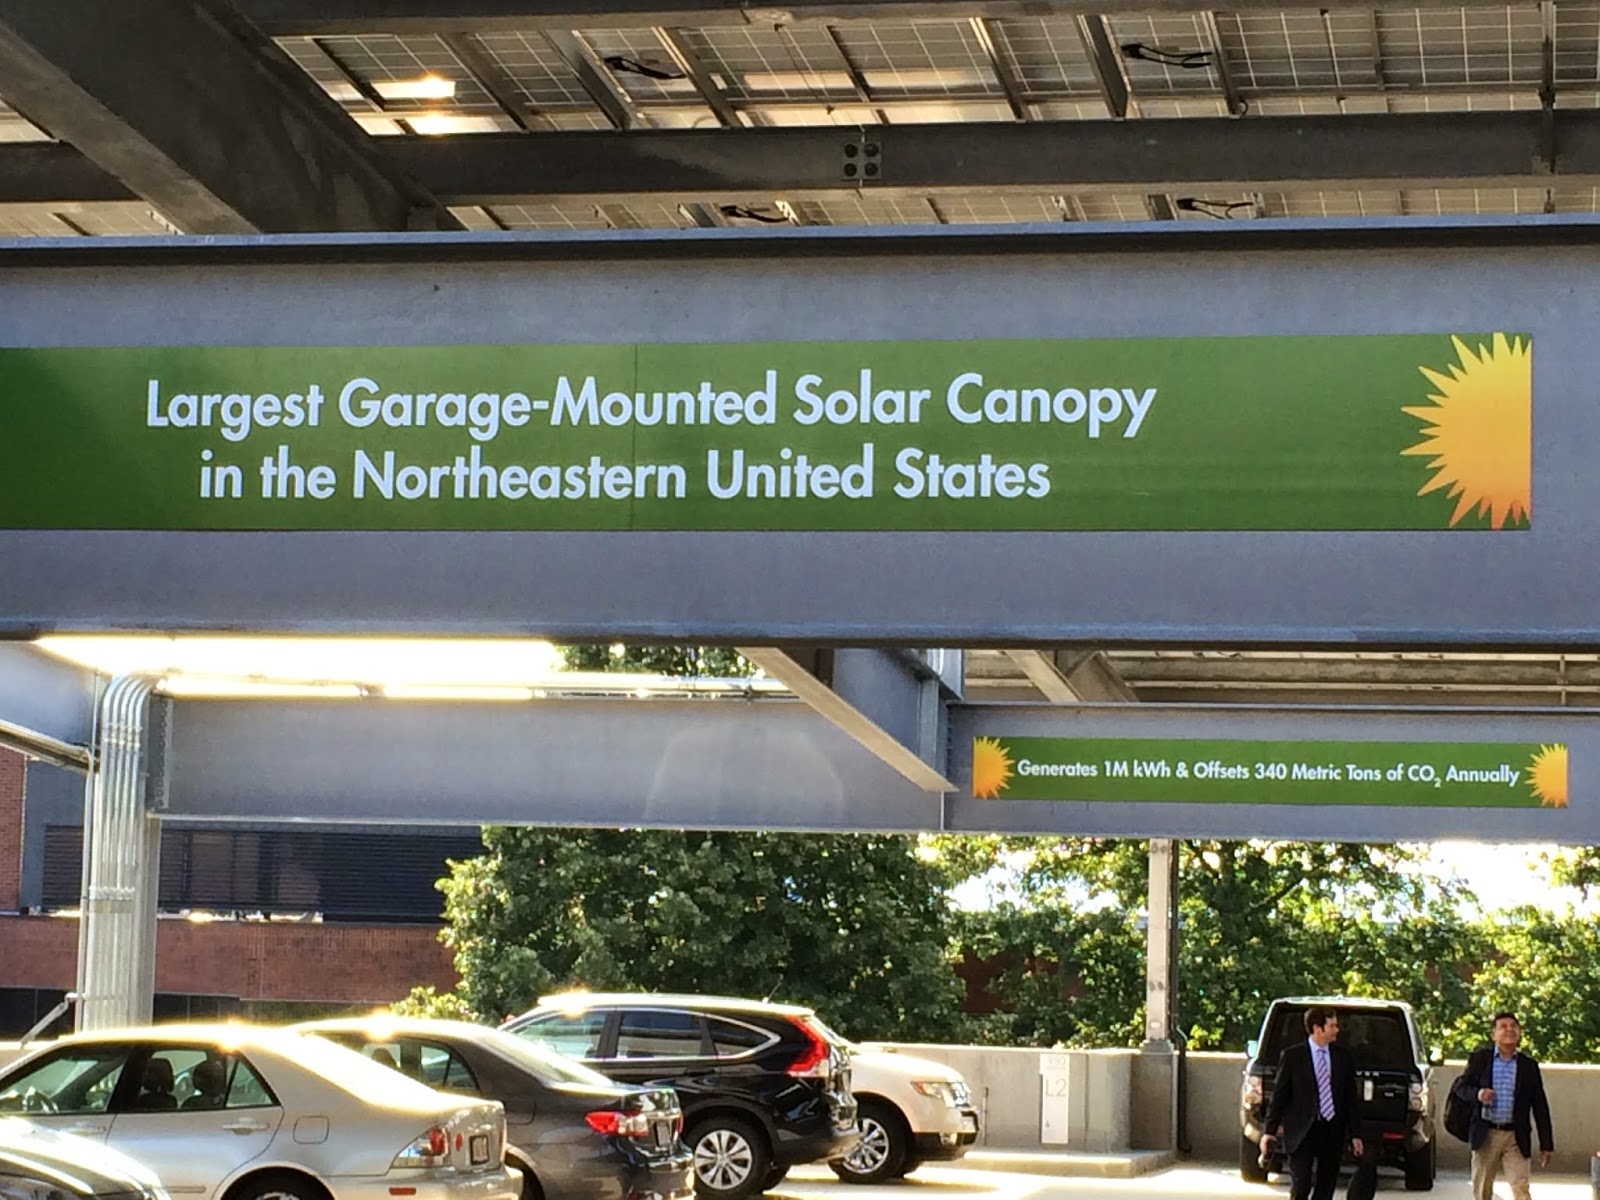 Largest Garage-Mounted Solar Canopy
in the Northeastern United States
Generates 1M kWh & Offsets 340 Metric Tons of CO₂ Annually
L2